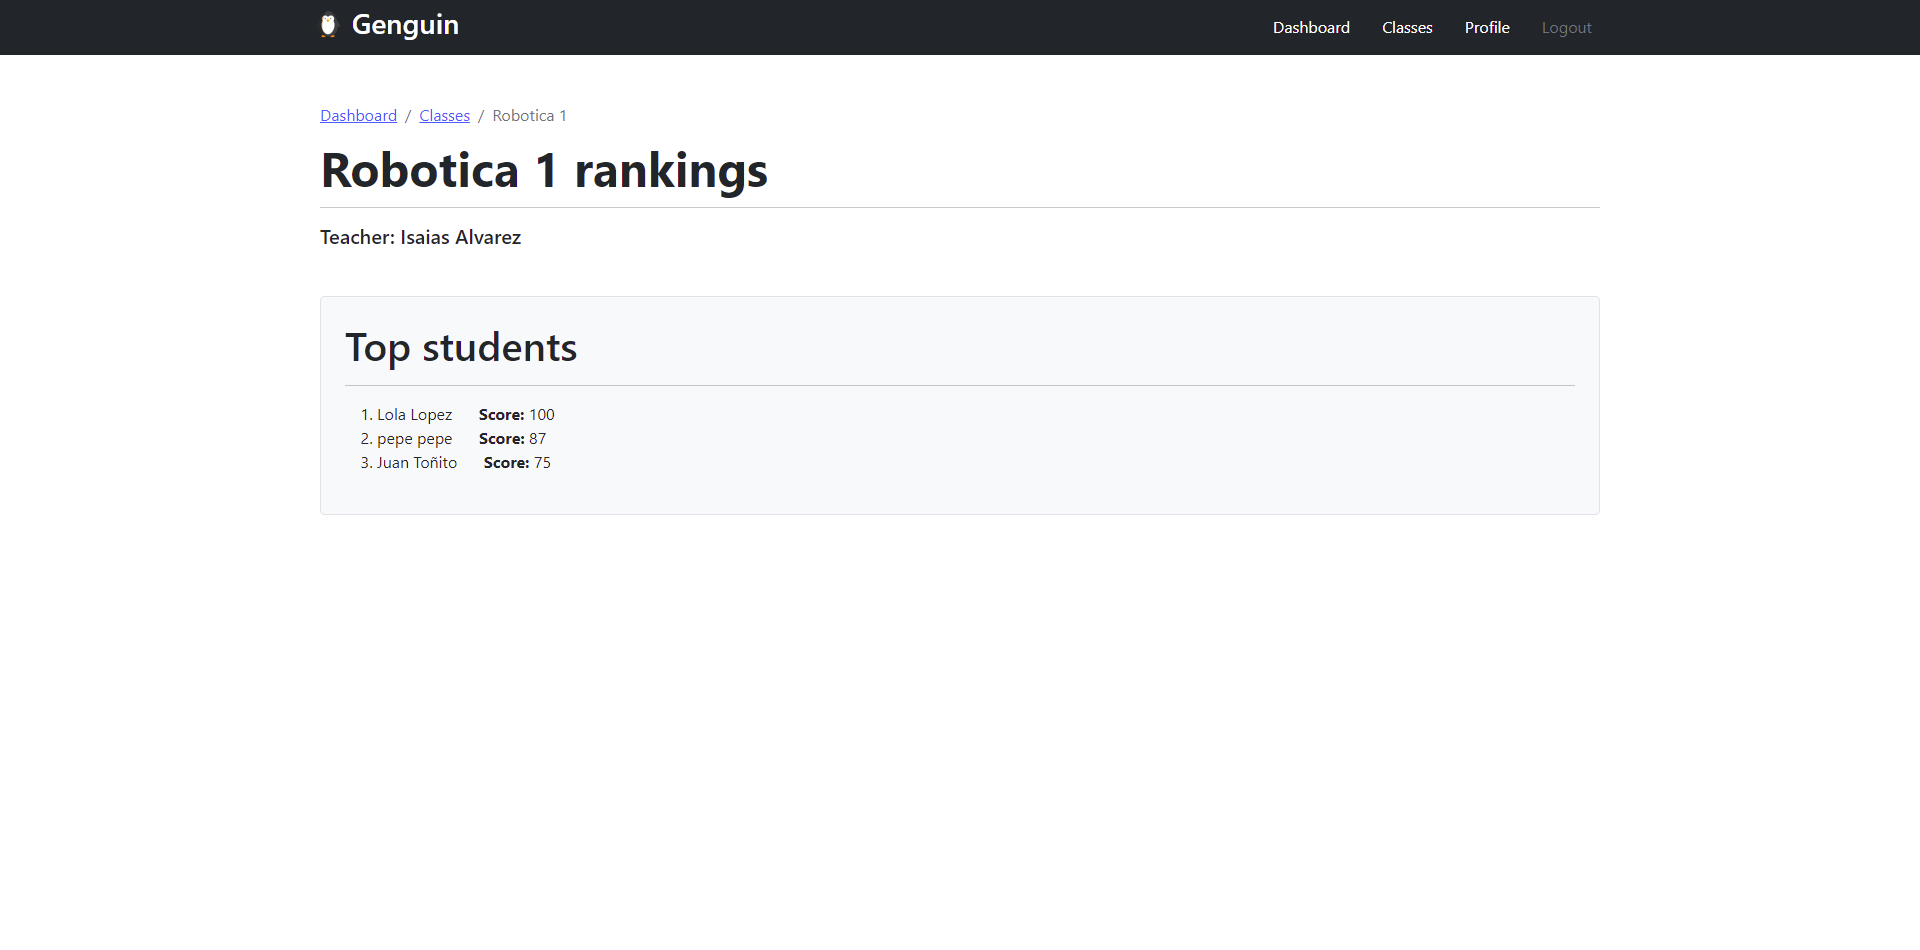 Genguin Dashboard Classes Profile Logout
Dashboard / Classes / Robotica 1
Robotica 1 rankings
Teacher: Isaias Alvarez
Top students
1. Lola Lopez Score: 100
2. pepe pepe Score: 87
3. Juan Toñito Score: 75